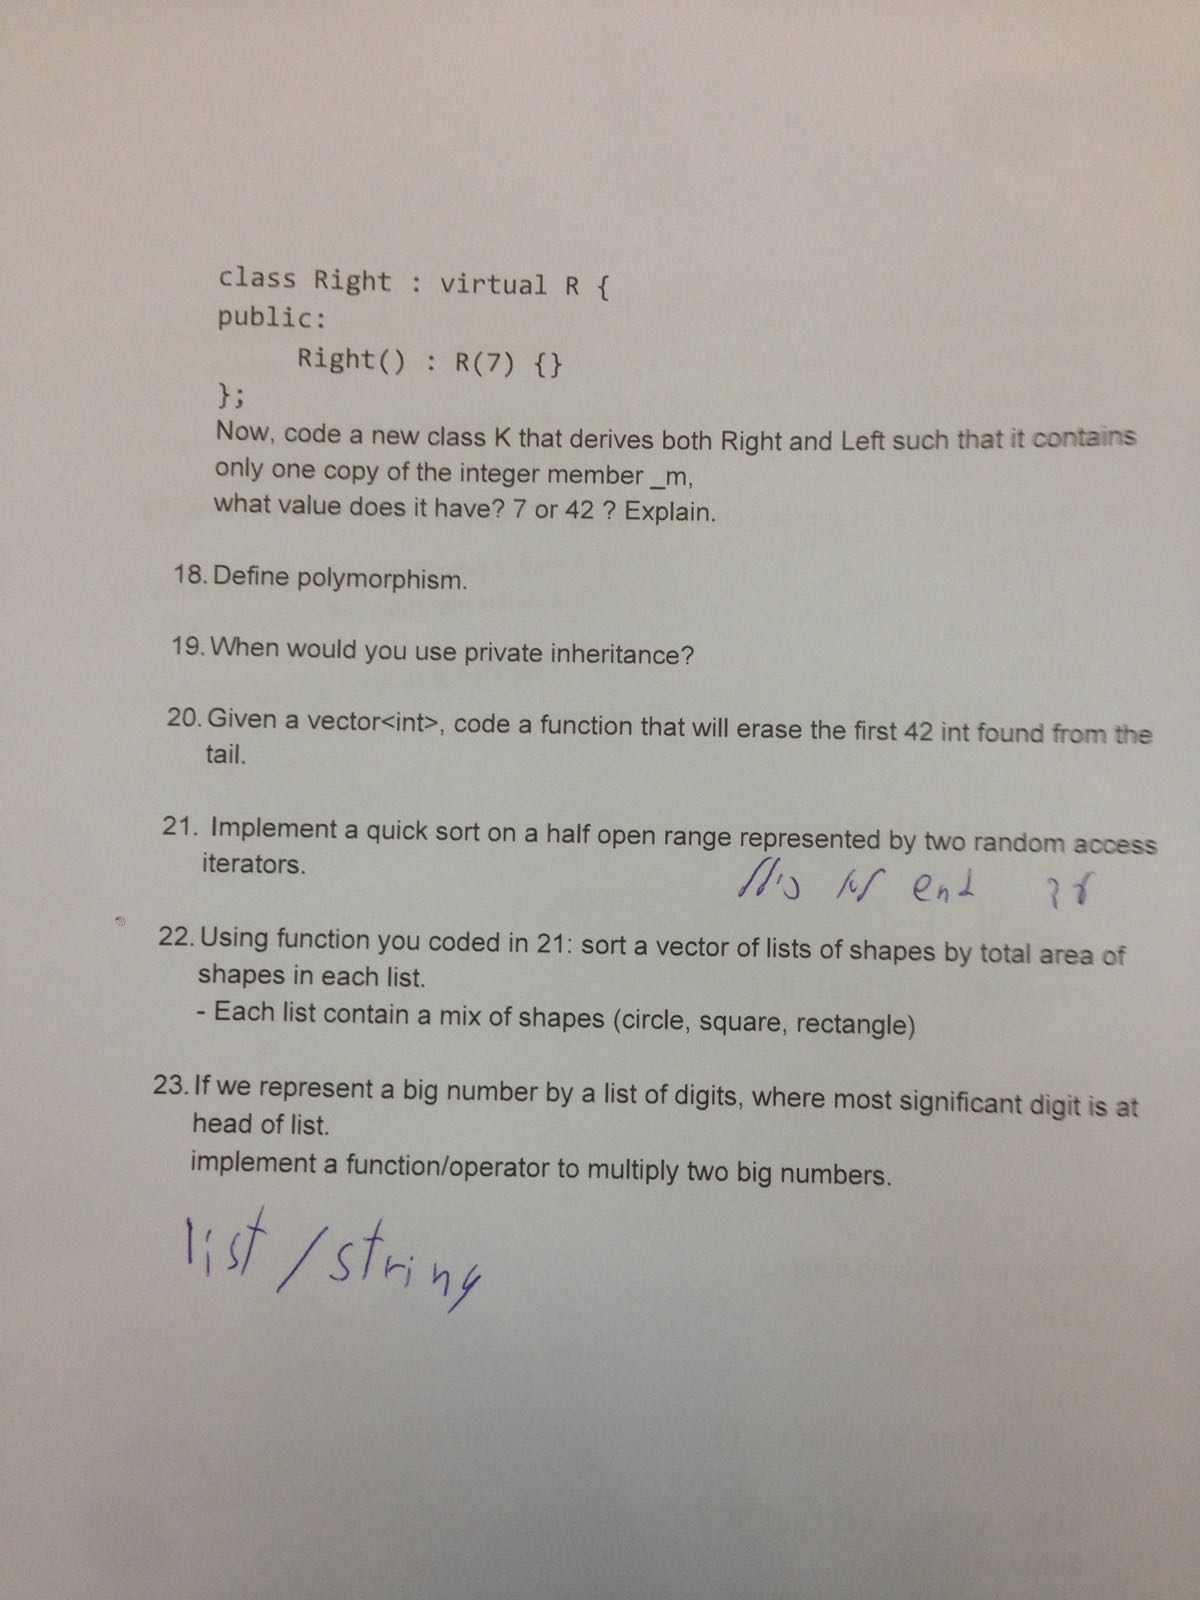 class Right : virtual R {
public:
Right() : R(7) {}
};
Now, code a new class K that derives both Right and Left such that it contains
only one copy of the integer member _m,
what value does it have? 7 or 42 ? Explain.
18. Define polymorphism.
19. When would you use private inheritance?
20. Given a vector<int>, code a function that will erase the first 42 int found from the
tail.
21. Implement a quick sort on a half open range represented by two random access
iterators.
end
22. Using function you coded in 21: sort a vector of lists of shapes by total area of
shapes in each list.
- Each list contain a mix of shapes (circle, square, rectangle)
23. If we represent a big number by a list of digits, where most significant digit is at
head of list.
implement a function/operator to multiply two big numbers.
list / string